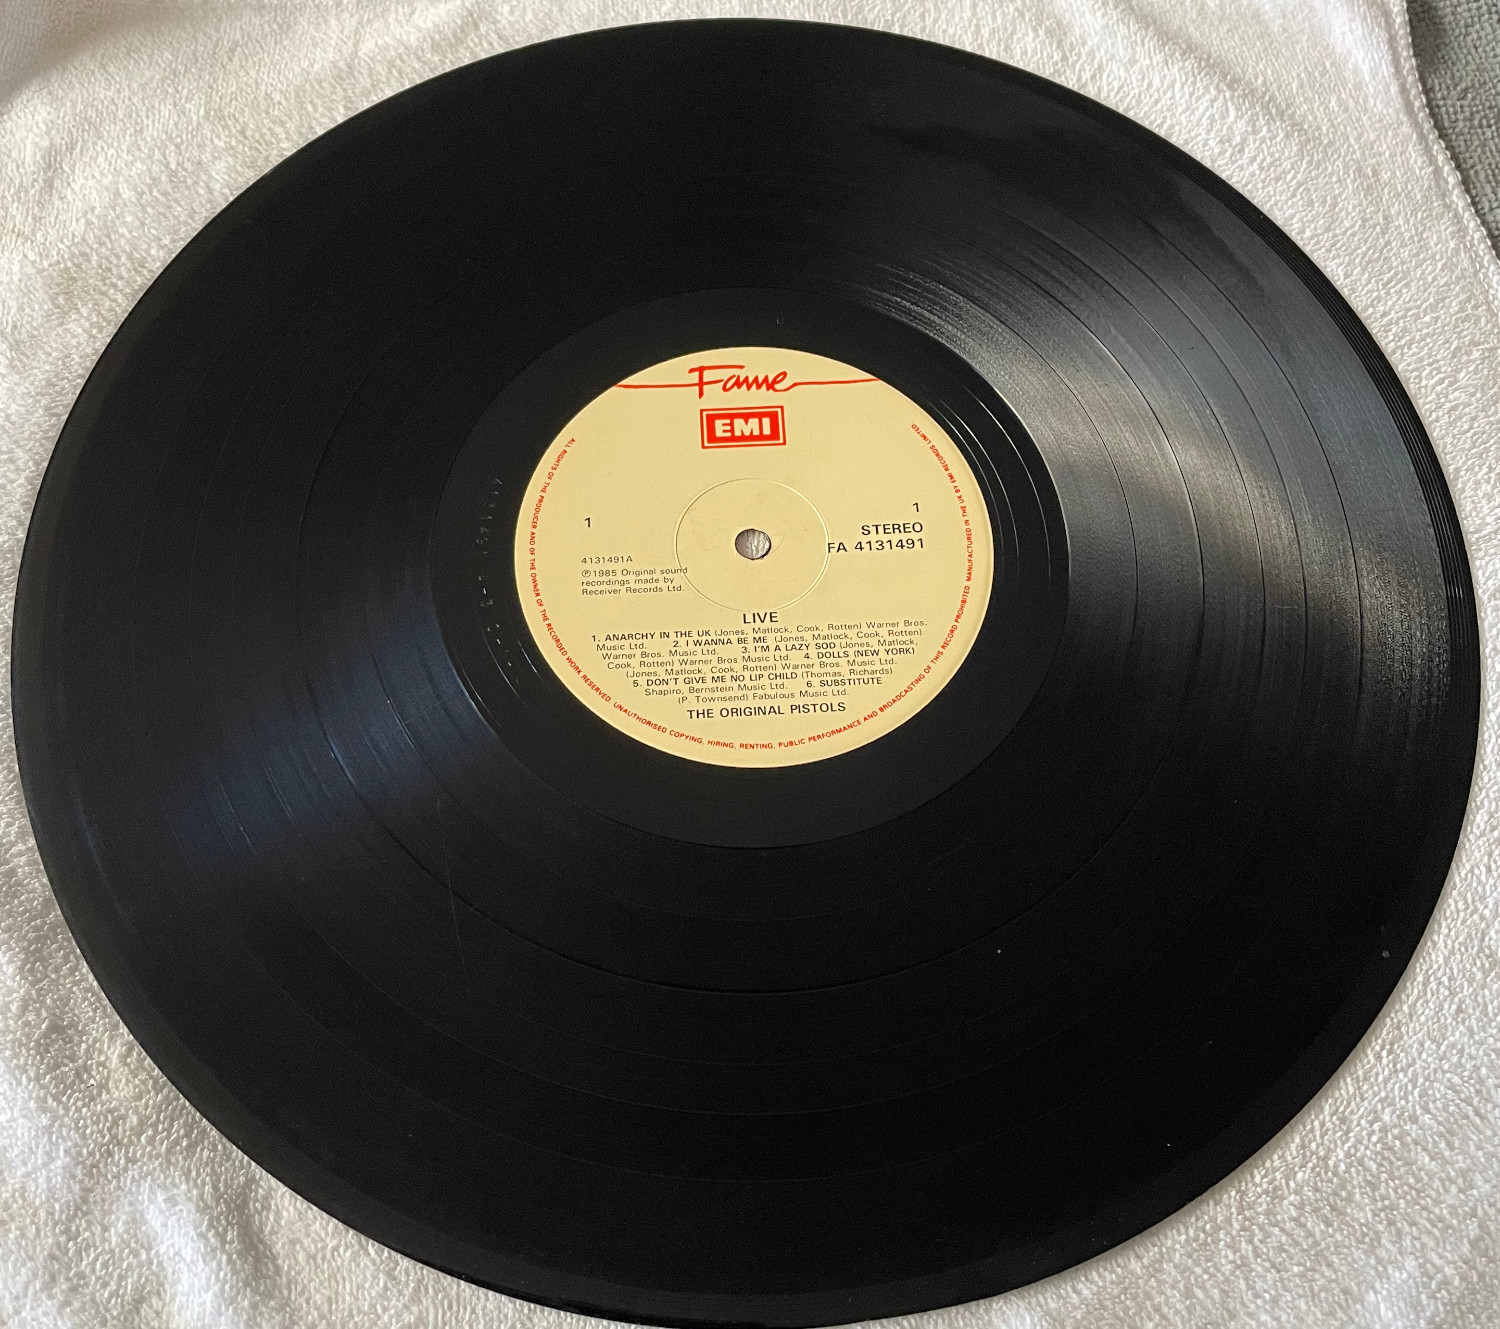 Fame
EMI
1
1
STEREO
FA 4131491
4131491A
℗1985 Original sound
recordings made by
Receiver Records Ltd.
LIVE
1. ANARCHY IN THE UK (Jones, Matlock, Cook, Rotten) Warner Bros.
Music Ltd. 2. I WANNA BE ME (Jones, Matlock, Cook, Rotten)
Warner Bros. Music Ltd. 3. I'M A LAZY SOD (Jones, Matlock,
Cook, Rotten) Warner Bros Music Ltd. 4. DOLLS (NEW YORK)
(Jones, Matlock, Cook, Rotten) Warner Bros. Music Ltd.
5. DON'T GIVE ME NO LIP CHILD (Thomas, Richards)
Shapiro, Bernstein Music Ltd. 6. SUBSTITUTE
(P. Townsend) Fabulous Music Ltd.
THE ORIGINAL PISTOLS
ALL RIGHTS OF THE PRODUCER AND OF THE OWNER OF THE RECORDED WORK RESERVED. UNAUTHORISED COPYING, HIRING, RENTING, PUBLIC PERFORMANCE AND BROADCASTING OF THIS RECORD PROHIBITED. MANUFACTURED IN THE UK BY EMI RECORDS LIMITED